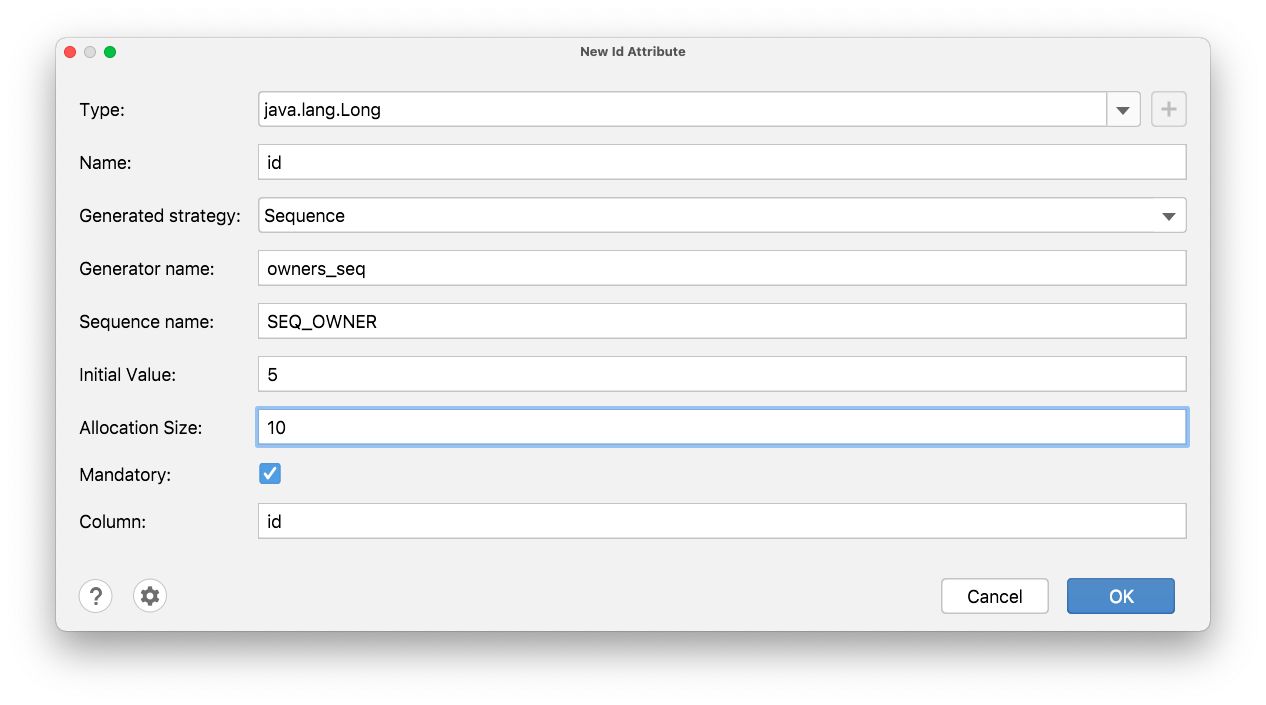 New Id Attribute
Type: java.lang.Long
Name: id
Generated strategy: Sequence
Generator name: owners_seq
Sequence name: SEQ_OWNER
Initial Value: 5
Allocation Size: 10
Mandatory:
Column: id
? Cancel OK